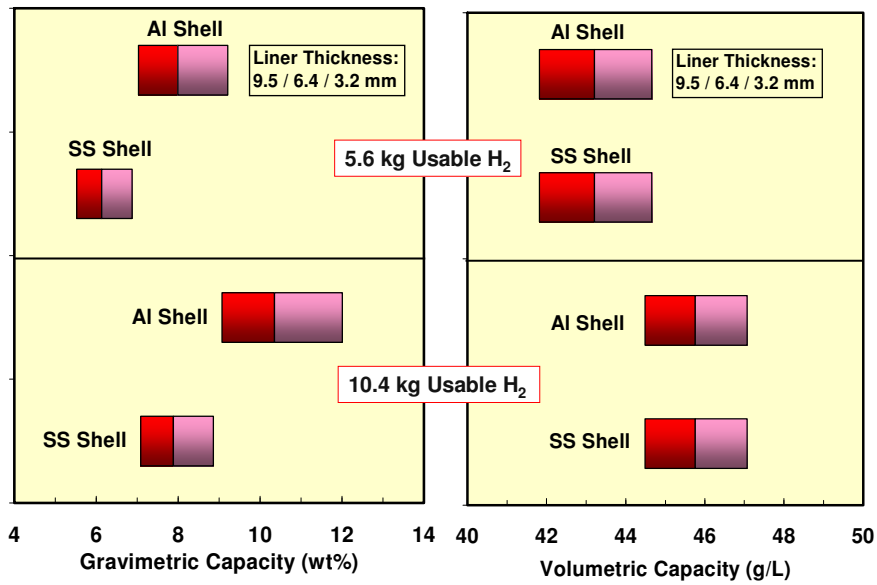 Al Shell
Liner Thickness:
9.5 / 6.4 / 3.2 mm
SS Shell
Al Shell
Liner Thickness:
9.5 / 6.4 / 3.2 mm
SS Shell
5.6 kg Usable H₂
Al Shell
SS Shell
Al Shell
SS Shell
10.4 kg Usable H₂
4 6 8 10 12 14
Gravimetric Capacity (wt%)
40 42 44 46 48 50
Volumetric Capacity (g/L)